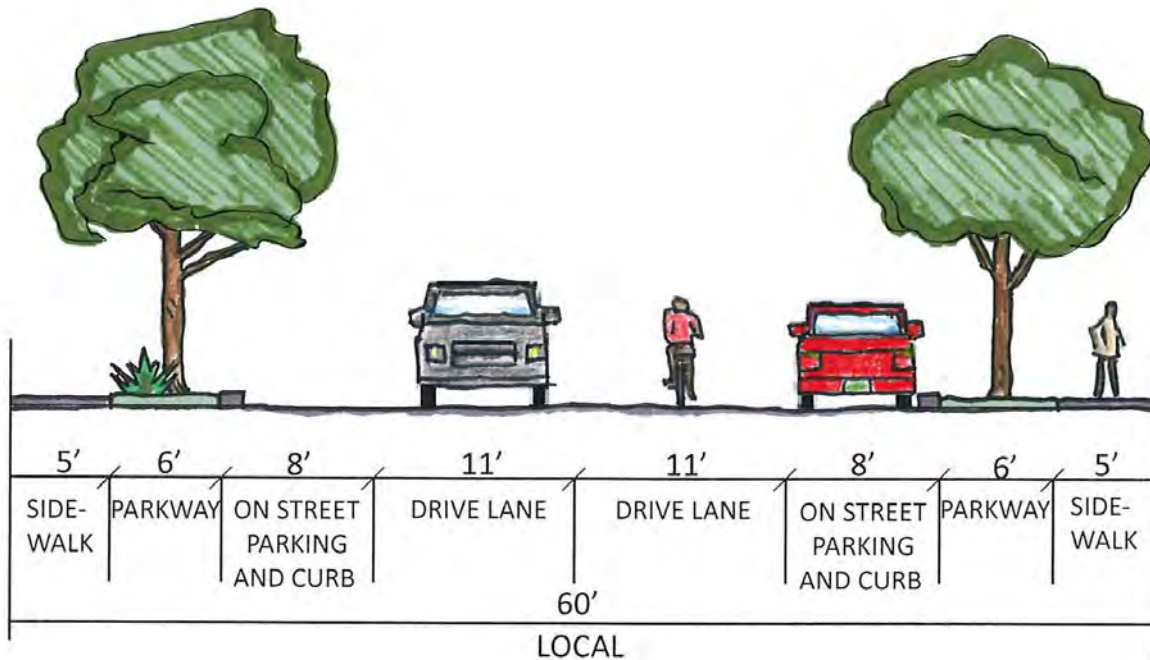 5' 6' 8' 11' 11' 8' 6' 5'
SIDE-
WALK
PARKWAY
ON STREET
PARKING
AND CURB
DRIVE LANE
DRIVE LANE
ON STREET
PARKING
AND CURB
PARKWAY
SIDE-
WALK
60'
LOCAL